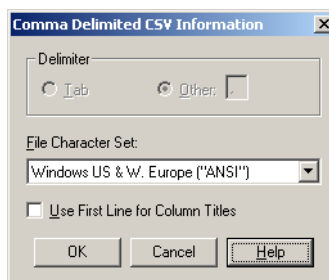 Comma Delimited CSV Information
Delimiter
Tab
Other: ,
File Character Set:
Windows US & W. Europe ("ANSI")
Use First Line for Column Titles
OK
Cancel
Help